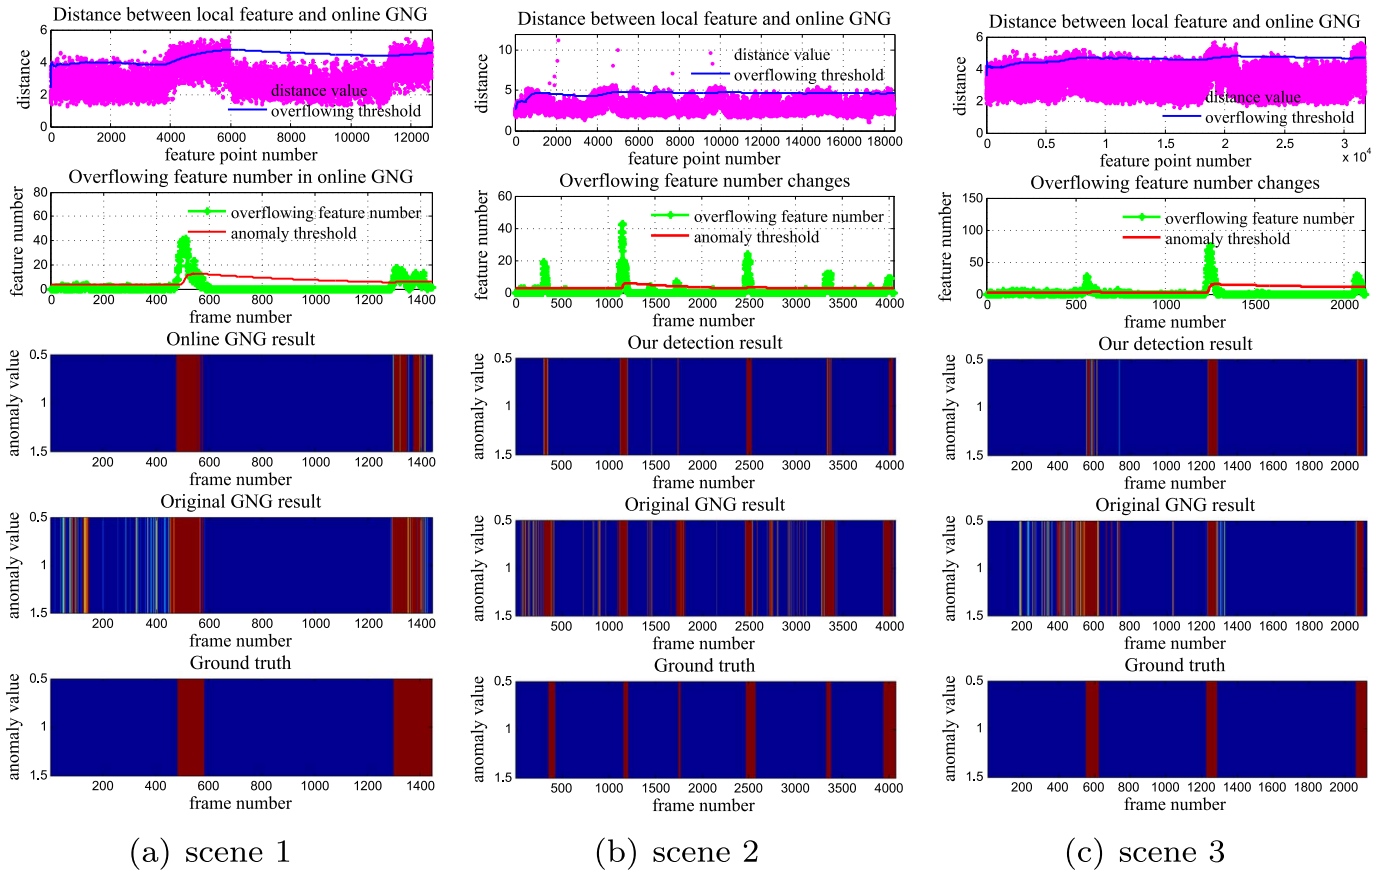 Distance between local feature and online GNG
6
4
2
0
distance
distance value
overflowing threshold
0 2000 4000 6000 8000 10000 12000
feature point number
Overflowing feature number in online GNG
80
60
40
20
0
feature number
overflowing feature number
anomaly threshold
0 200 400 600 800 1000 1200 1400
frame number
Online GNG result
0.5
1
1.5
anomaly value
200 400 600 800 1000 1200 1400
frame number
Original GNG result
0.5
1
1.5
anomaly value
200 400 600 800 1000 1200 1400
frame number
Ground truth
0.5
1
1.5
anomaly value
200 400 600 800 1000 1200 1400
frame number
(a) scene 1
Distance between local feature and online GNG
10
5
0
distance
distance value
overflowing threshold
0 2000 4000 6000 8000 10000 12000 14000 16000 18000
feature point number
Overflowing feature number changes
60
40
20
0
feature number
overflowing feature number
anomaly threshold
0 500 1000 1500 2000 2500 3000 3500 4000
frame number
Our detection result
0.5
1
1.5
anomaly value
500 1000 1500 2000 2500 3000 3500 4000
frame number
Original GNG result
0.5
1
1.5
anomaly value
500 1000 1500 2000 2500 3000 3500 4000
frame number
Ground truth
0.5
1
1.5
anomaly value
500 1000 1500 2000 2500 3000 3500 4000
frame number
(b) scene 2
Distance between local feature and online GNG
6
4
2
0
distance
distance value
overflowing threshold
0 0.5 1 1.5 2 2.5 3
x 10⁴
feature point number
Overflowing feature number changes
150
100
50
0
feature number
overflowing feature number
anomaly threshold
0 500 1000 1500 2000
frame number
Our detection result
0.5
1
1.5
anomaly value
200 400 600 800 1000 1200 1400 1600 1800 2000
frame number
Original GNG result
0.5
1
1.5
anomaly value
200 400 600 800 1000 1200 1400 1600 1800 2000
frame number
Ground truth
0.5
1
1.5
anomaly value
200 400 600 800 1000 1200 1400 1600 1800 2000
frame number
(c) scene 3